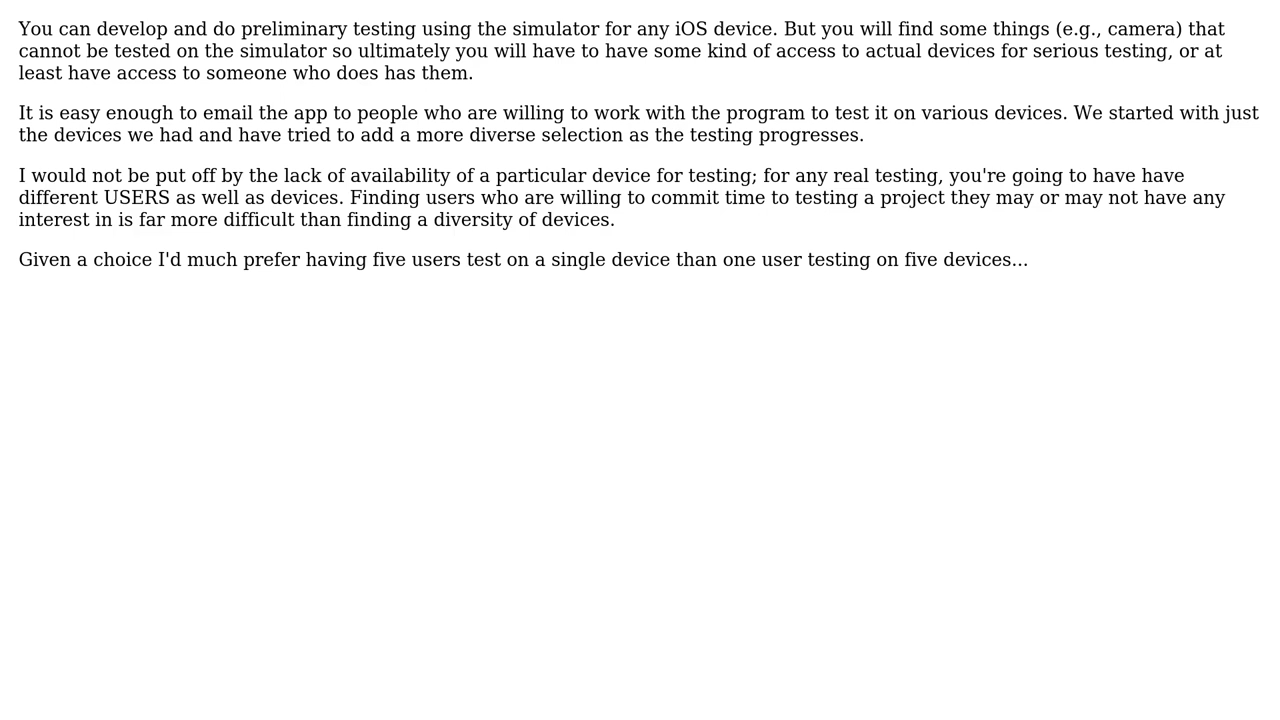 You can develop and do preliminary testing using the simulator for any iOS device. But you will find some things (e.g., camera) that
cannot be tested on the simulator so ultimately you will have to have some kind of access to actual devices for serious testing, or at
least have access to someone who does has them.
It is easy enough to email the app to people who are willing to work with the program to test it on various devices. We started with just
the devices we had and have tried to add a more diverse selection as the testing progresses.
I would not be put off by the lack of availability of a particular device for testing; for any real testing, you're going to have have
different USERS as well as devices. Finding users who are willing to commit time to testing a project they may or may not have any
interest in is far more difficult than finding a diversity of devices.
Given a choice I'd much prefer having five users test on a single device than one user testing on five devices...